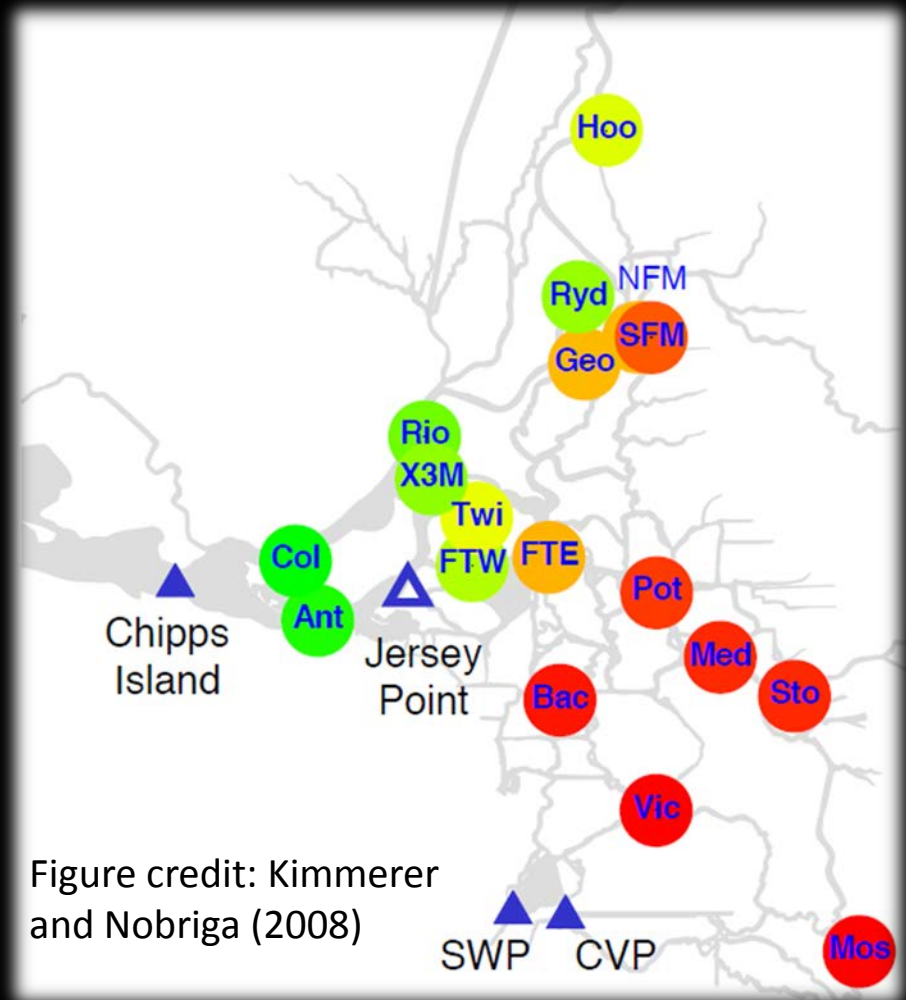 Hoo
NFM
Ryd
SFM
Geo
Rio
X3M
Twi
FTW
FTE
Col
Ant
Pot
Chipps
Island
Jersey
Point
Med
Sto
Bac
Vic
Figure credit: Kimmerer
and Nobriga (2008)
SWP
CVP
Mos